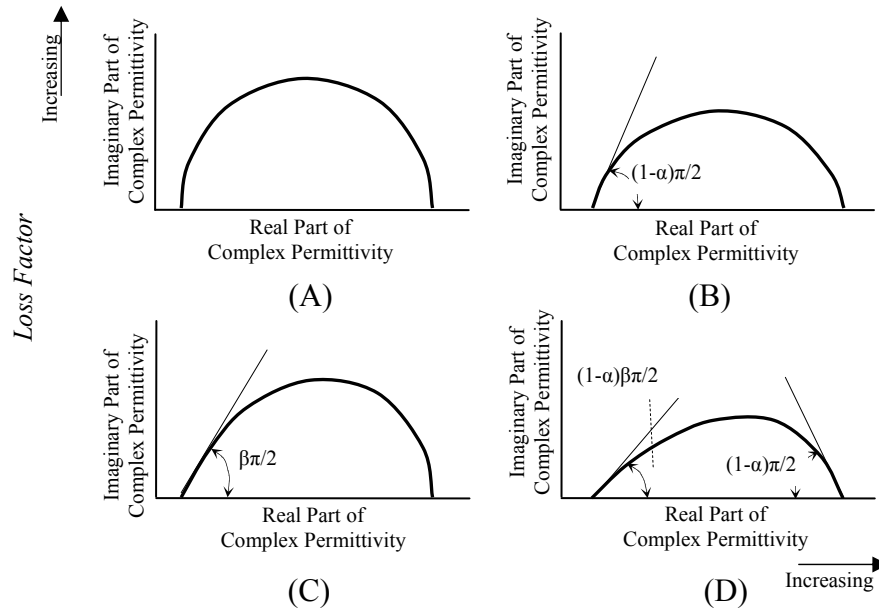 Increasing
Loss Factor
Imaginary Part of
Complex Permittivity
Real Part of
Complex Permittivity
(A)
Imaginary Part of
Complex Permittivity
(1-α)π/2
Real Part of
Complex Permittivity
(B)
Imaginary Part of
Complex Permittivity
βπ/2
Real Part of
Complex Permittivity
(C)
Imaginary Part of
Complex Permittivity
(1-α)βπ/2
(1-α)π/2
Real Part of
Complex Permittivity
(D)
Increasing